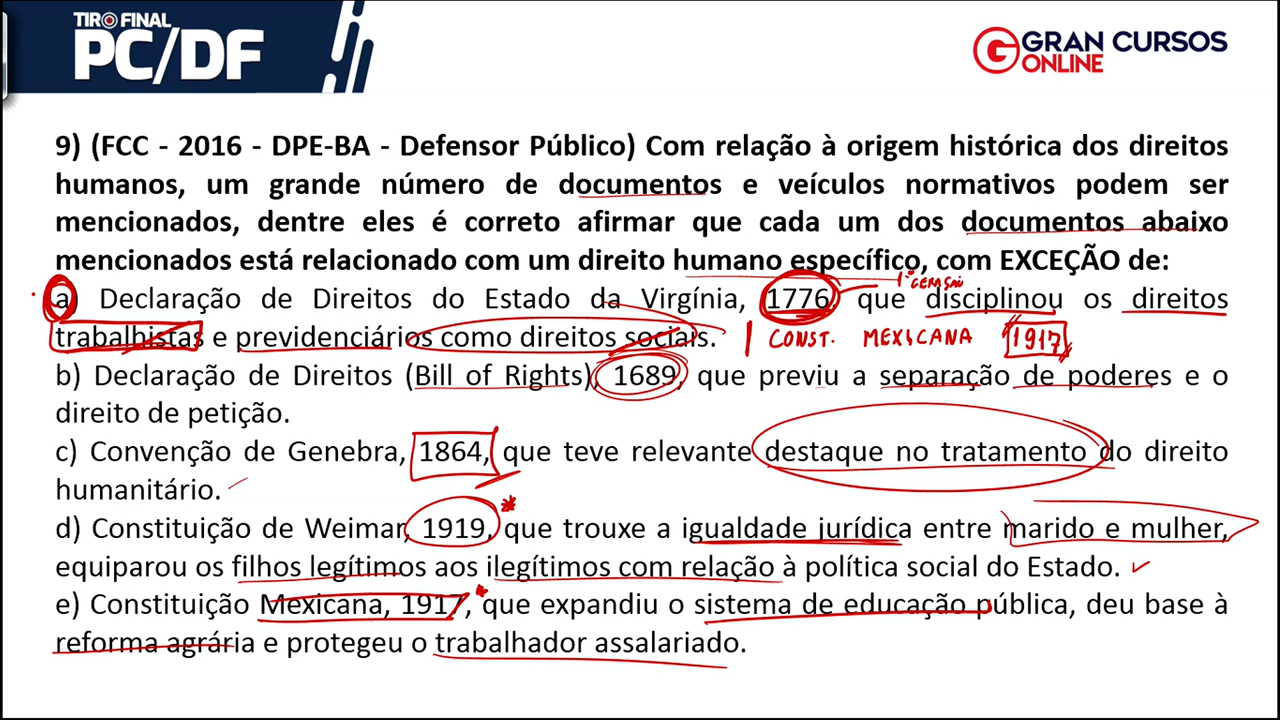 TIRO FINAL
PC/DF
GRAN CURSOS
ONLINE
9) (FCC - 2016 - DPE-BA - Defensor Público) Com relação à origem histórica dos direitos
humanos, um grande número de documentos e veículos normativos podem ser
mencionados, dentre eles é correto afirmar que cada um dos documentos abaixo
mencionados está relacionado com um direito humano específico, com EXCEÇÃO de:
1ª GERAÇÃO
a) Declaração de Direitos do Estado da Virgínia, 1776, que disciplinou os direitos
trabalhistas e previdenciários como direitos sociais. CONST. MEXICANA 1917
b) Declaração de Direitos (Bill of Rights), 1689, que previu a separação de poderes e o
direito de petição.
c) Convenção de Genebra, 1864, que teve relevante destaque no tratamento do direito
humanitário.
d) Constituição de Weimar, 1919, que trouxe a igualdade jurídica entre marido e mulher,
equiparou os filhos legítimos aos ilegítimos com relação à política social do Estado.
e) Constituição Mexicana, 1917, que expandiu o sistema de educação pública, deu base à
reforma agrária e protegeu o trabalhador assalariado.